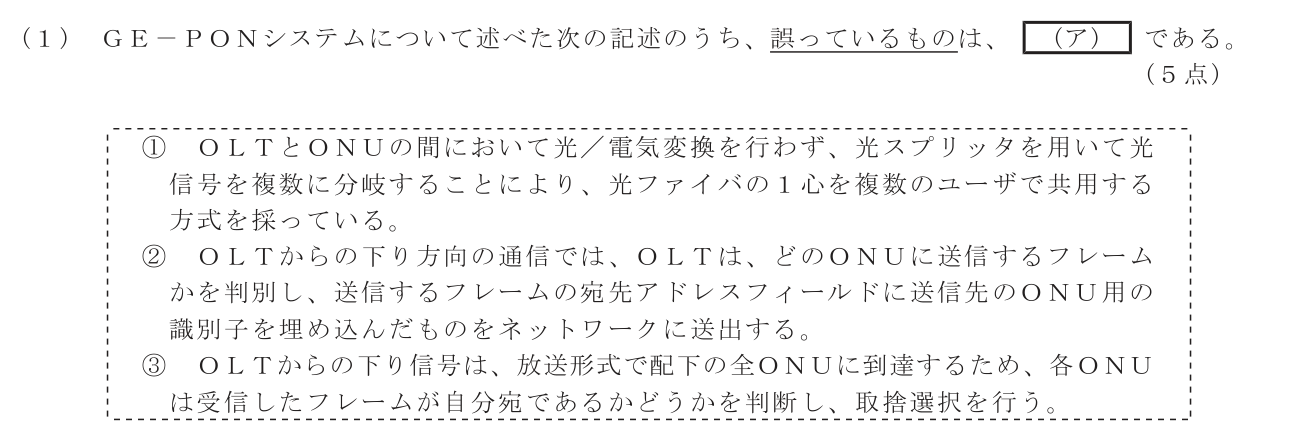 (１) ＧＥ－ＰＯＮシステムについて述べた次の記述のうち、誤っているものは、 (ア) である。
(５点)
① ＯＬＴとＯＮＵの間において光／電気変換を行わず、光スプリッタを用いて光
信号を複数に分岐することにより、光ファイバの１心を複数のユーザで共用する
方式を採っている。
② ＯＬＴからの下り方向の通信では、ＯＬＴは、どのＯＮＵに送信するフレーム
かを判別し、送信するフレームの宛先アドレスフィールドに送信先のＯＮＵ用の
識別子を埋め込んだものをネットワークに送出する。
③ ＯＬＴからの下り信号は、放送形式で配下の全ＯＮＵに到達するため、各ＯＮＵ
は受信したフレームが自分宛であるかどうかを判断し、取捨選択を行う。